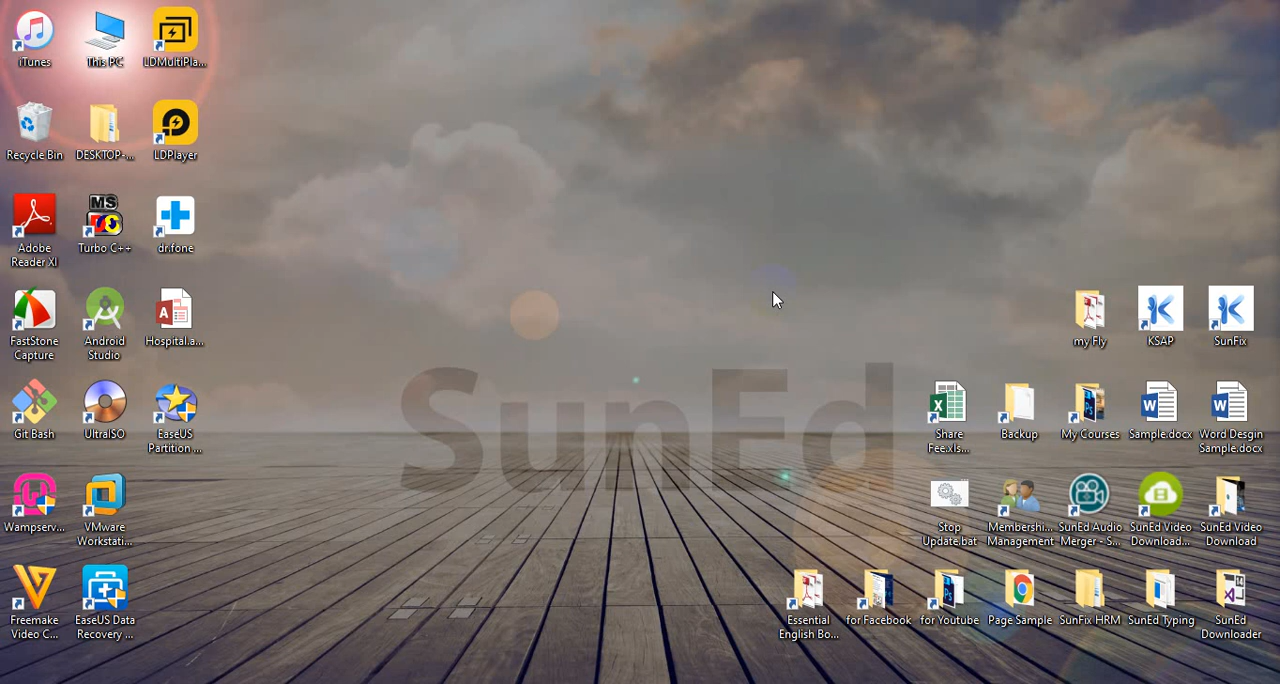 iTunes
This PC
LDMultiPla...
Recycle Bin
DESKTOP-...
LDPlayer
Adobe
Reader XI
MS
Turbo C++
dr.fone
FastStone
Capture
Android
Studio
Hospital.a...
my Fly
KSAP
SunFix
SunEd
Git Bash
UltraISO
EaseUS
Partition ...
Share
Fee.xls...
Backup
My Courses
Sample.docx
Word Desgin
Sample.docx
Wampserv...
VMware
Workstati...
Stop
Update.bat
Membershi...
Management
SunEd Audio
Merger - S...
SunEd Video
Download...
SunEd Video
Download
Freemake
Video C...
EaseUS Data
Recovery ...
Essential
English Bo...
for Facebook
for Youtube
Page Sample
SunFix HRM
SunEd Typing
SunEd
Downloader